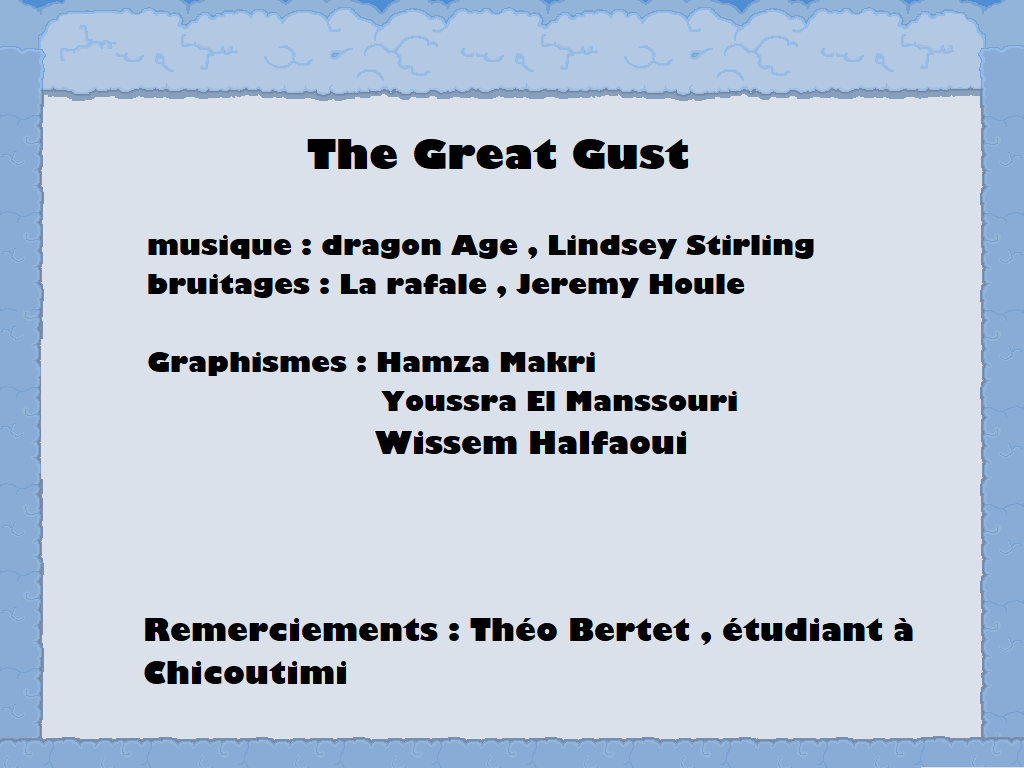 The Great Gust
musique : dragon Age , Lindsey Stirling
bruitages : La rafale , Jeremy Houle
Graphismes : Hamza Makri
Youssra El Manssouri
Wissem Halfaoui
Remerciements : Théo Bertet , étudiant à
Chicoutimi